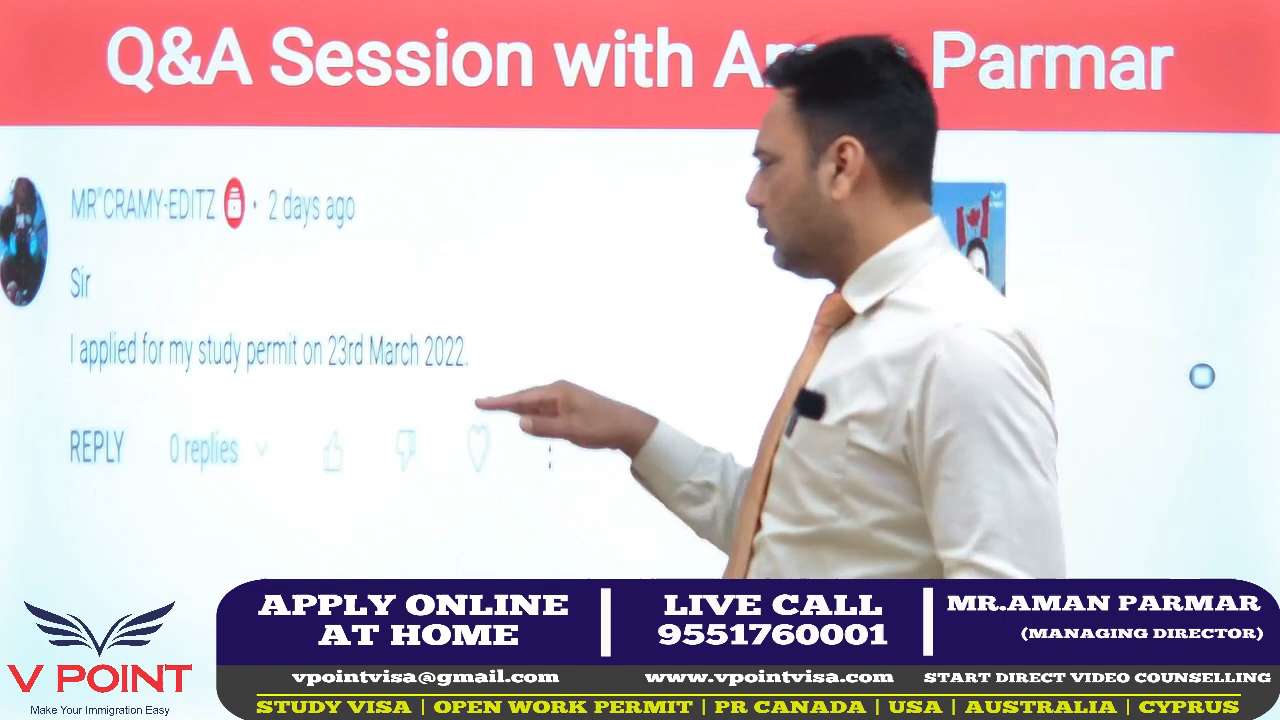 Q&A Session with A Parmar
MR"CRAMY-EDITZ · 2 days ago
Sir
I applied for my study permit on 23rd March 2022.
REPLY 0 replies
APPLY ONLINE
AT HOME
LIVE CALL
9551760001
MR.AMAN PARMAR
(MANAGING DIRECTOR)
V POINT
Make Your Immigration Easy
vpointvisa@gmail.com
www.vpointvisa.com
START DIRECT VIDEO COUNSELLING
STUDY VISA | OPEN WORK PERMIT | PR CANADA | USA | AUSTRALIA | CYPRUS